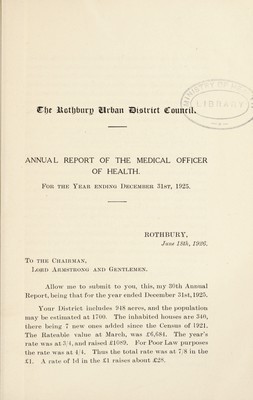 The Rothbury Urban District Council.
MINISTRY OF HEALTH
LIBRARY
ANNUAL REPORT OF THE MEDICAL OFFICER
OF HEALTH.
FOR THE YEAR ENDING DECEMBER 31ST, 1925.
ROTHBURY,
June 18th, 1926.
TO THE CHAIRMAN,
LORD ARMSTRONG AND GENTLEMEN.
Allow me to submit to you, this, my 30th Annual
Report, being that for the year ended December 31st, 1925.
Your District includes 948 acres, and the population
may be estimated at 1700. The inhabited houses are 340,
there being 7 new ones added since the Census of 1921.
The Rateable value at March, was £6,684. The year's
rate was at 3/4, and raised £1089. For Poor Law purposes
the rate was at 4/4. Thus the total rate was at 7/8 in the
£1. A rate of 1d in the £1 raises about £28.